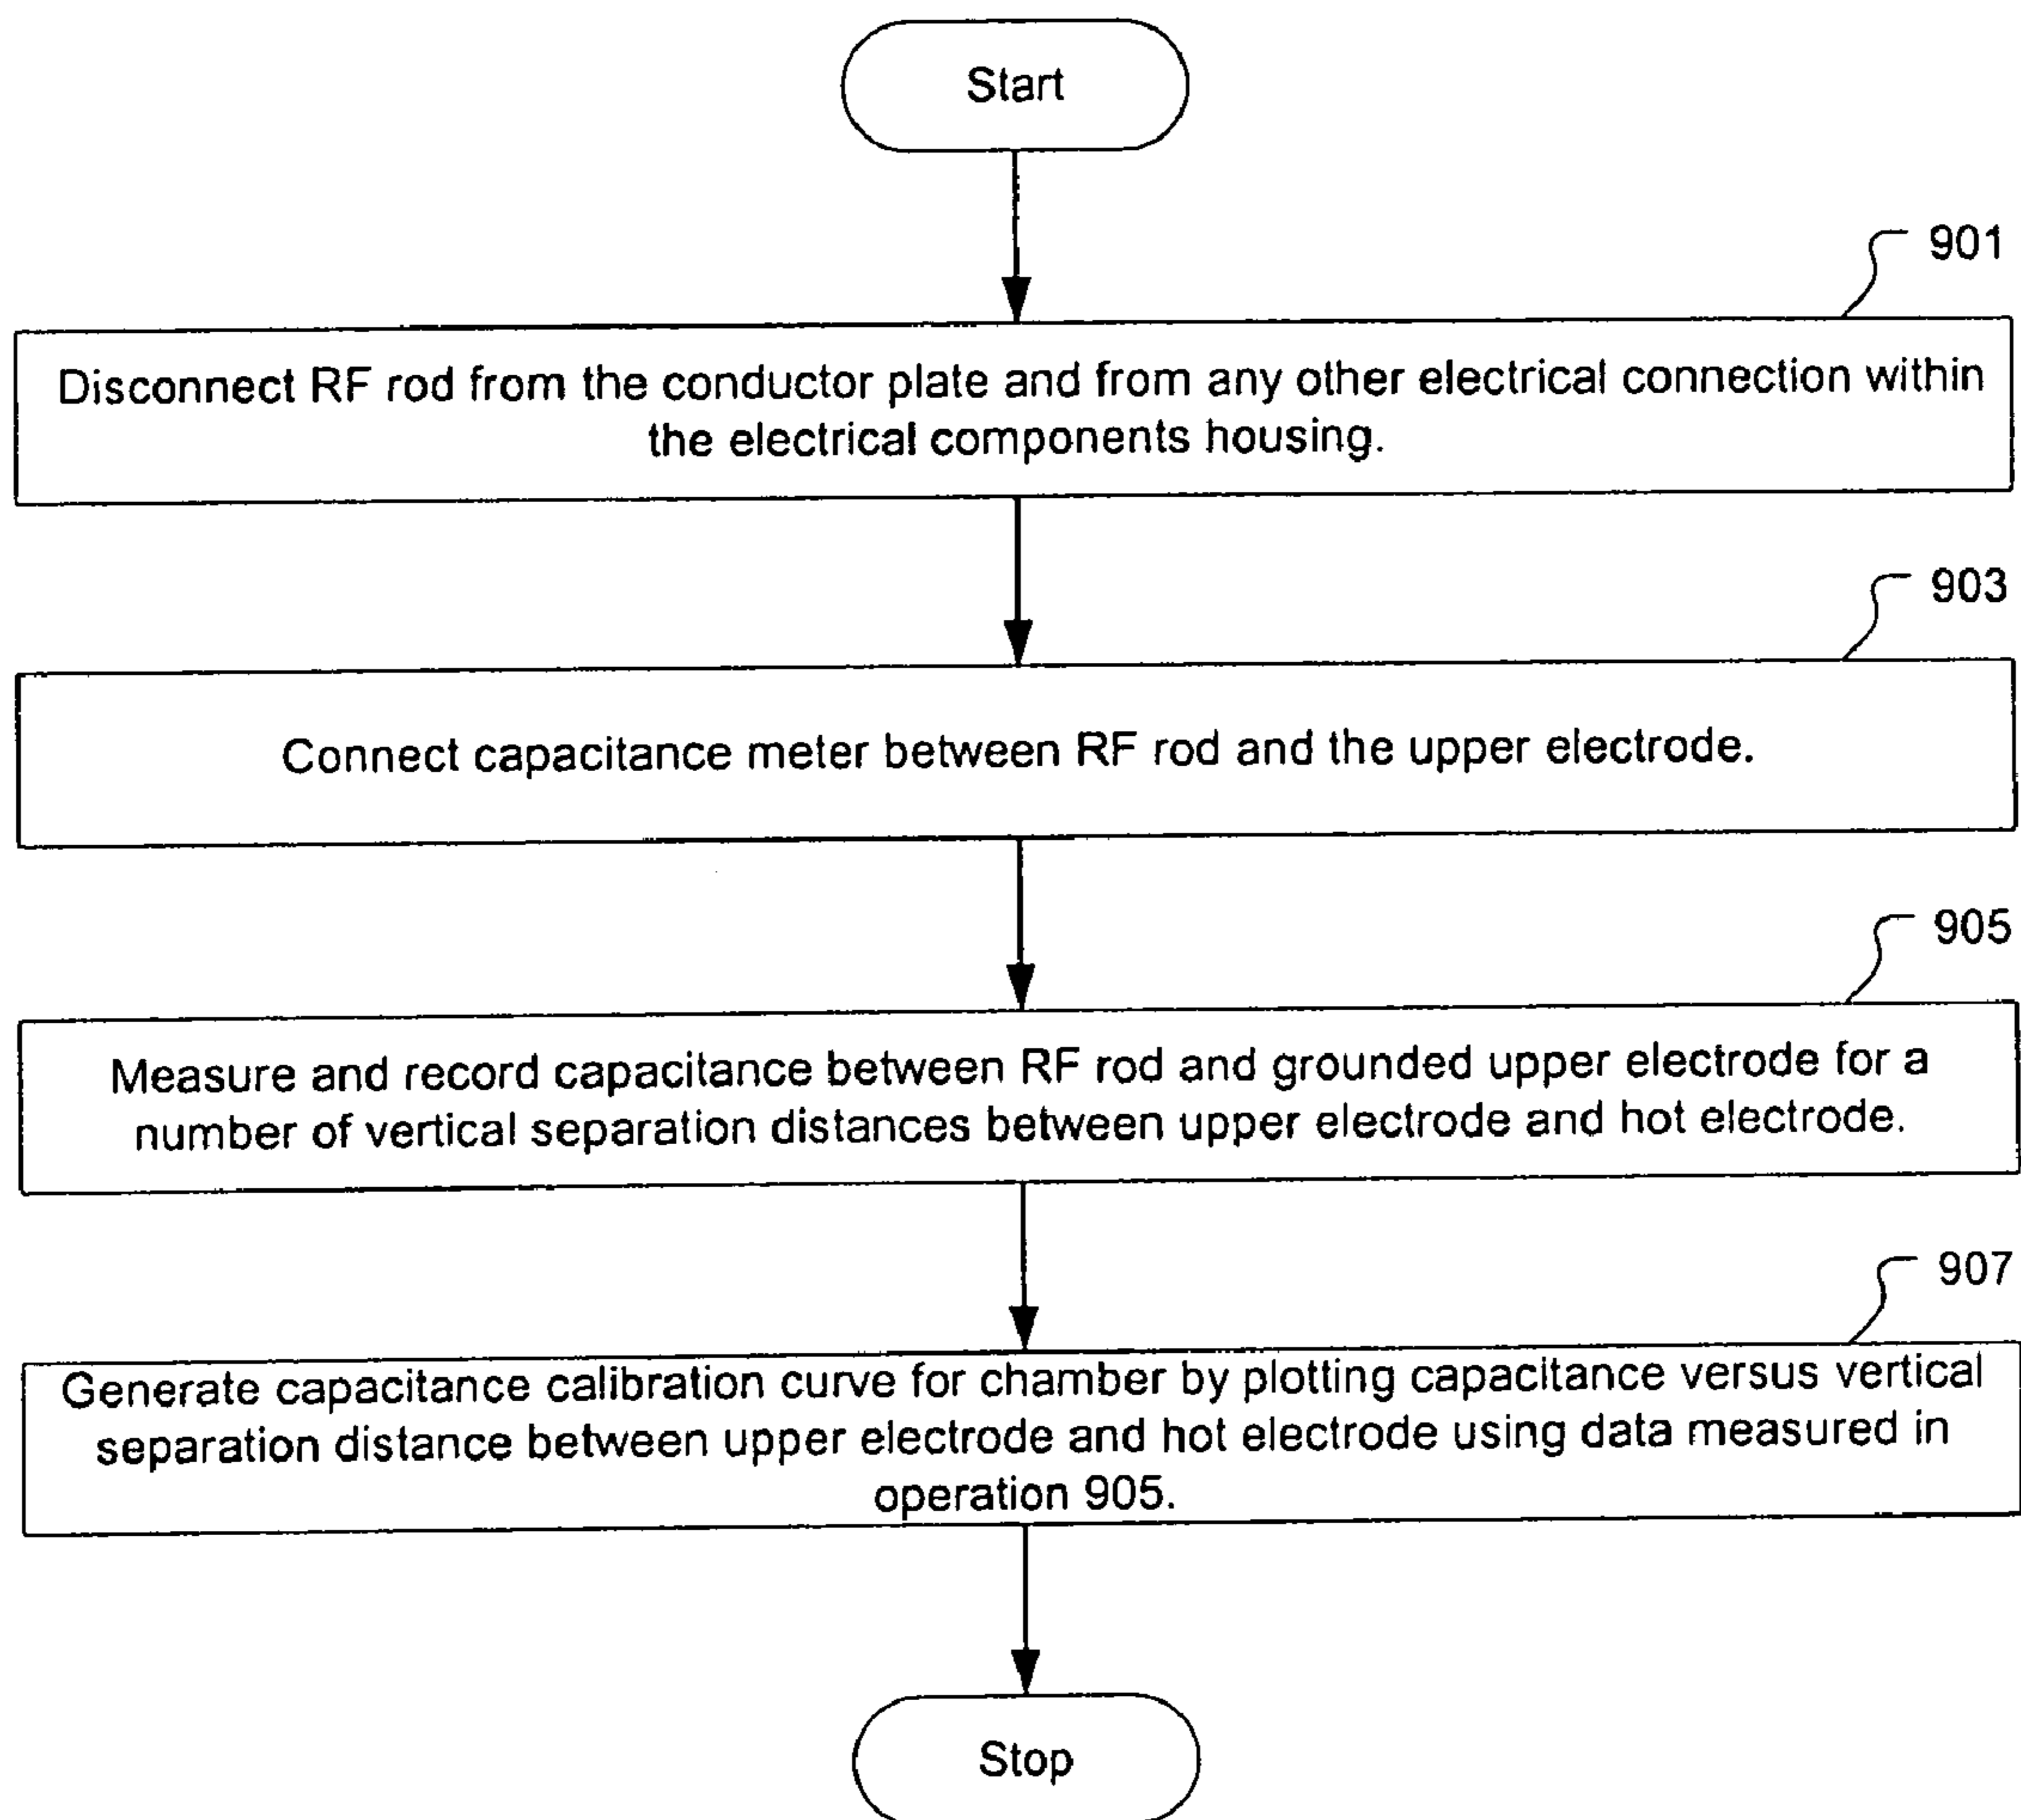 Start
901
Disconnect RF rod from the conductor plate and from any other electrical connection within
the electrical components housing.
903
Connect capacitance meter between RF rod and the upper electrode.
905
Measure and record capacitance between RF rod and grounded upper electrode for a
number of vertical separation distances between upper electrode and hot electrode.
907
Generate capacitance calibration curve for chamber by plotting capacitance versus vertical
separation distance between upper electrode and hot electrode using data measured in
operation 905.
Stop